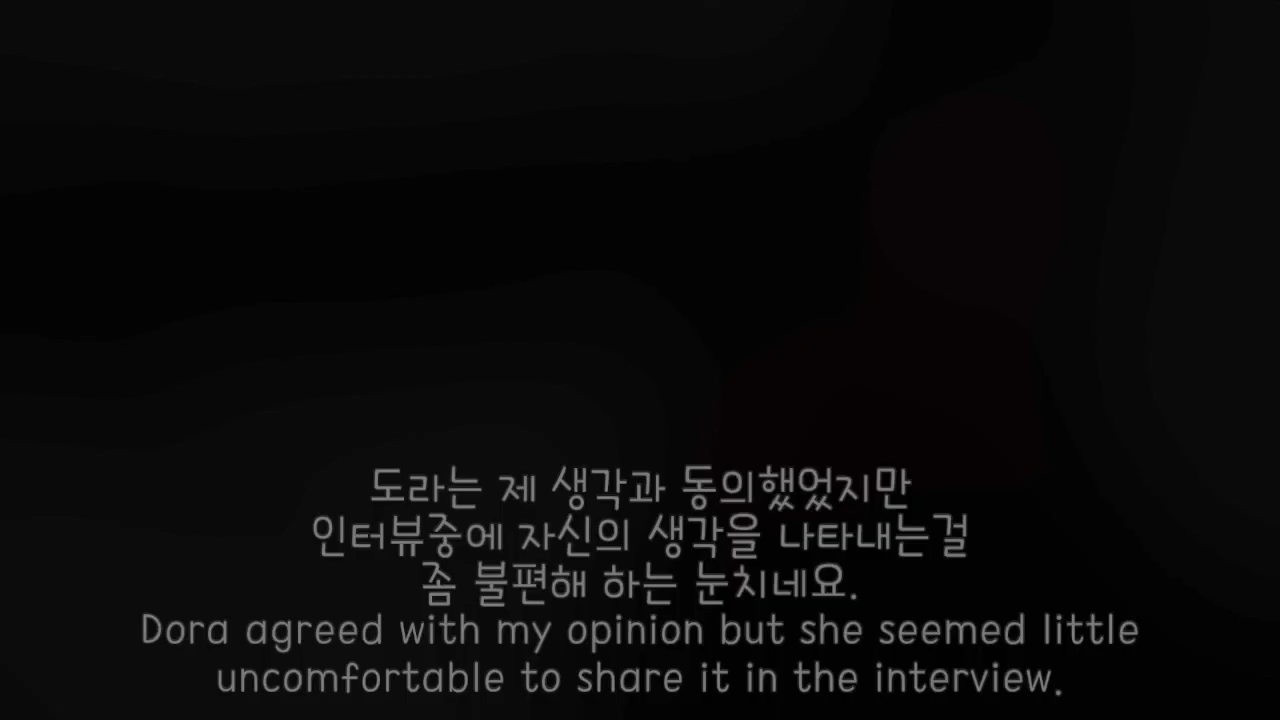 도라는 제 생각과 동의했었지만
인터뷰중에 자신의 생각을 나타내는걸
좀 불편해 하는 눈치네요.
Dora agreed with my opinion but she seemed little
uncomfortable to share it in the interview.